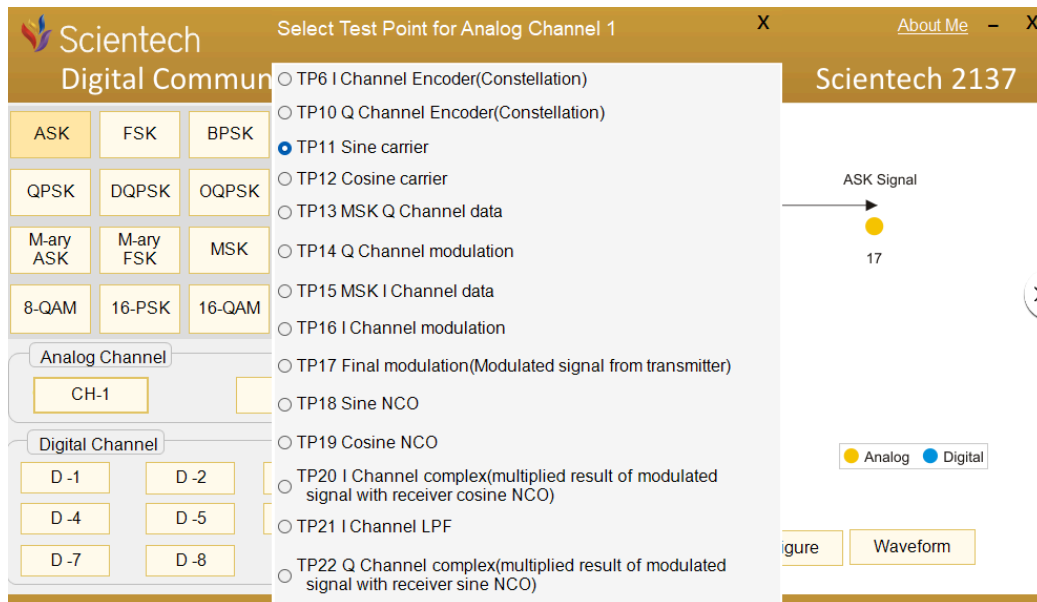 Scientech
Digital Commun
Select Test Point for Analog Channel 1
X
About Me
–
X
Scientech 2137
ASK
FSK
BPSK
QPSK
DQPSK
OQPSK
M-ary
ASK
M-ary
FSK
MSK
8-QAM
16-PSK
16-QAM
Analog Channel
CH-1
Digital Channel
D -1
D -2
D -4
D -5
D -7
D -8
TP6 I Channel Encoder(Constellation)
TP10 Q Channel Encoder(Constellation)
TP11 Sine carrier
TP12 Cosine carrier
TP13 MSK Q Channel data
TP14 Q Channel modulation
TP15 MSK I Channel data
TP16 I Channel modulation
TP17 Final modulation(Modulated signal from transmitter)
TP18 Sine NCO
TP19 Cosine NCO
TP20 I Channel complex(multiplied result of modulated
signal with receiver cosine NCO)
TP21 I Channel LPF
TP22 Q Channel complex(multiplied result of modulated
signal with receiver sine NCO)
ASK Signal
17
Analog
Digital
igure
Waveform